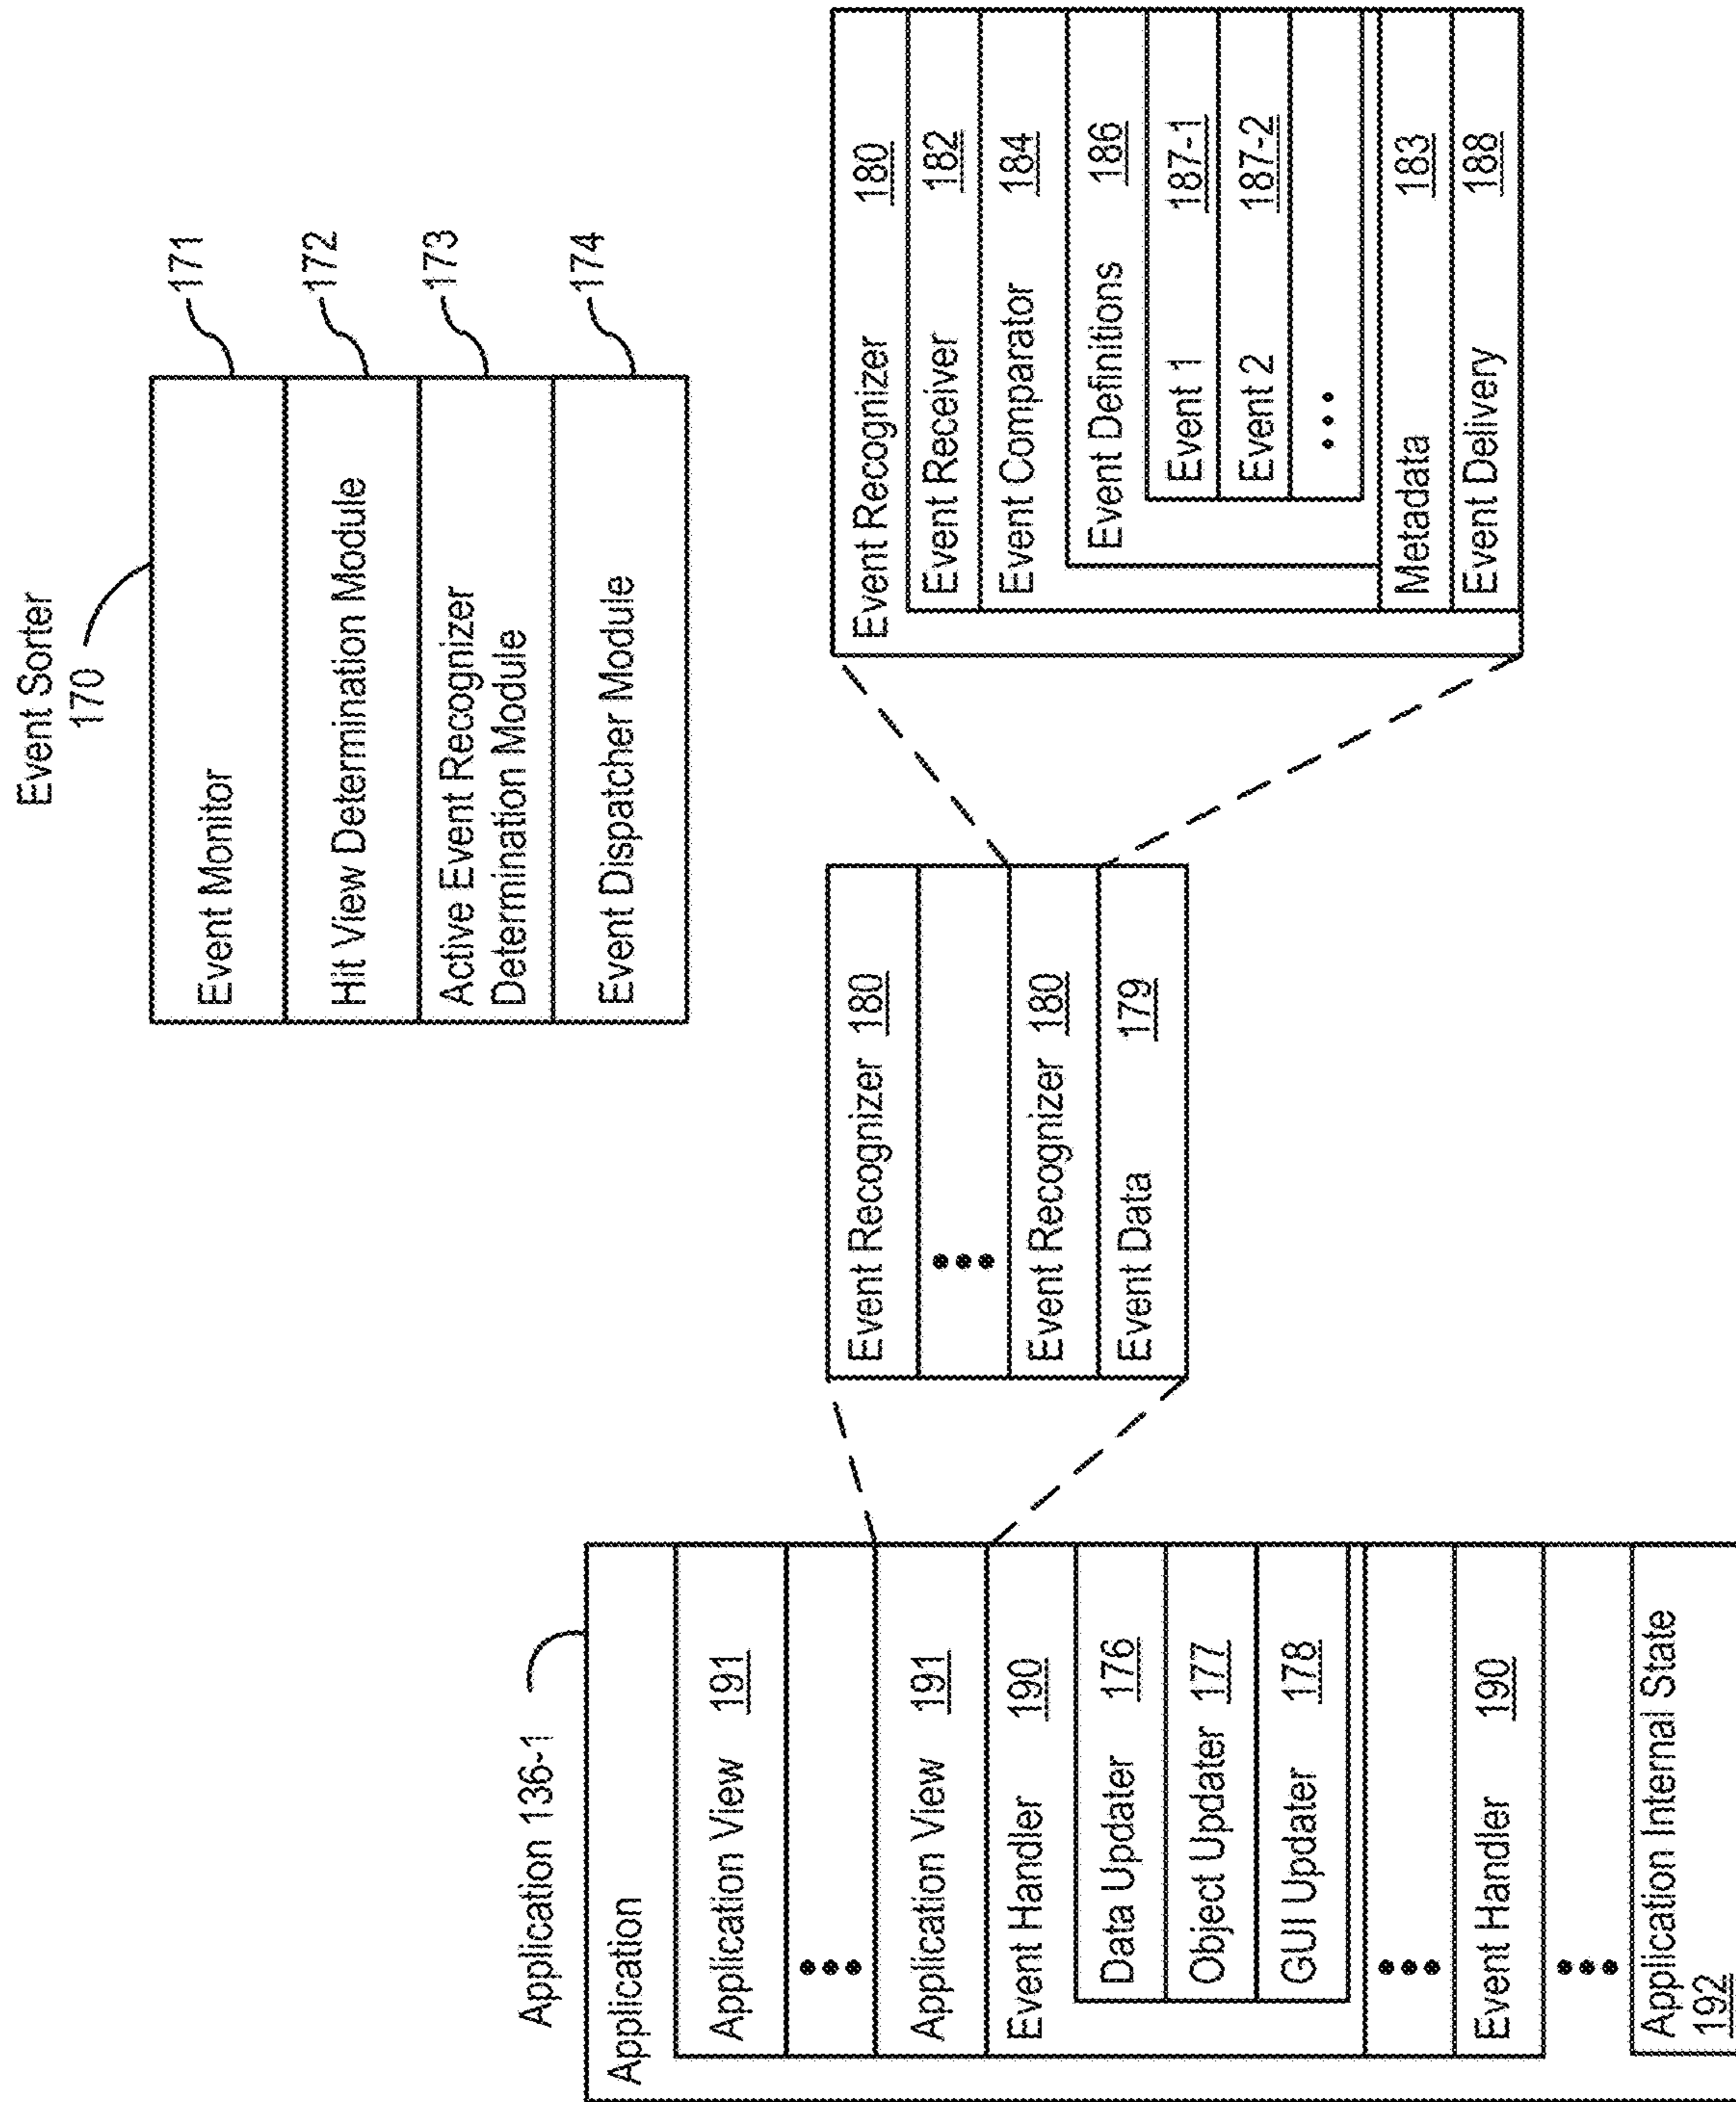 Event Sorter
170
Event Monitor
171
Hit View Determination Module
172
Active Event Recognizer
Determination Module
173
Event Dispatcher Module
174
Application 136-1
Application
Application View 191
•••
Application View 191
Event Handler 190
Data Updater 176
Object Updater 177
GUI Updater 178
•••
Event Handler 190
•••
Application Internal State
192
Event Recognizer 180
•••
Event Recognizer 180
Event Data 179
Event Recognizer 180
Event Receiver 182
Event Comparator 184
Event Definitions 186
Event 1 187-1
Event 2 187-2
•••
Metadata 183
Event Delivery 188